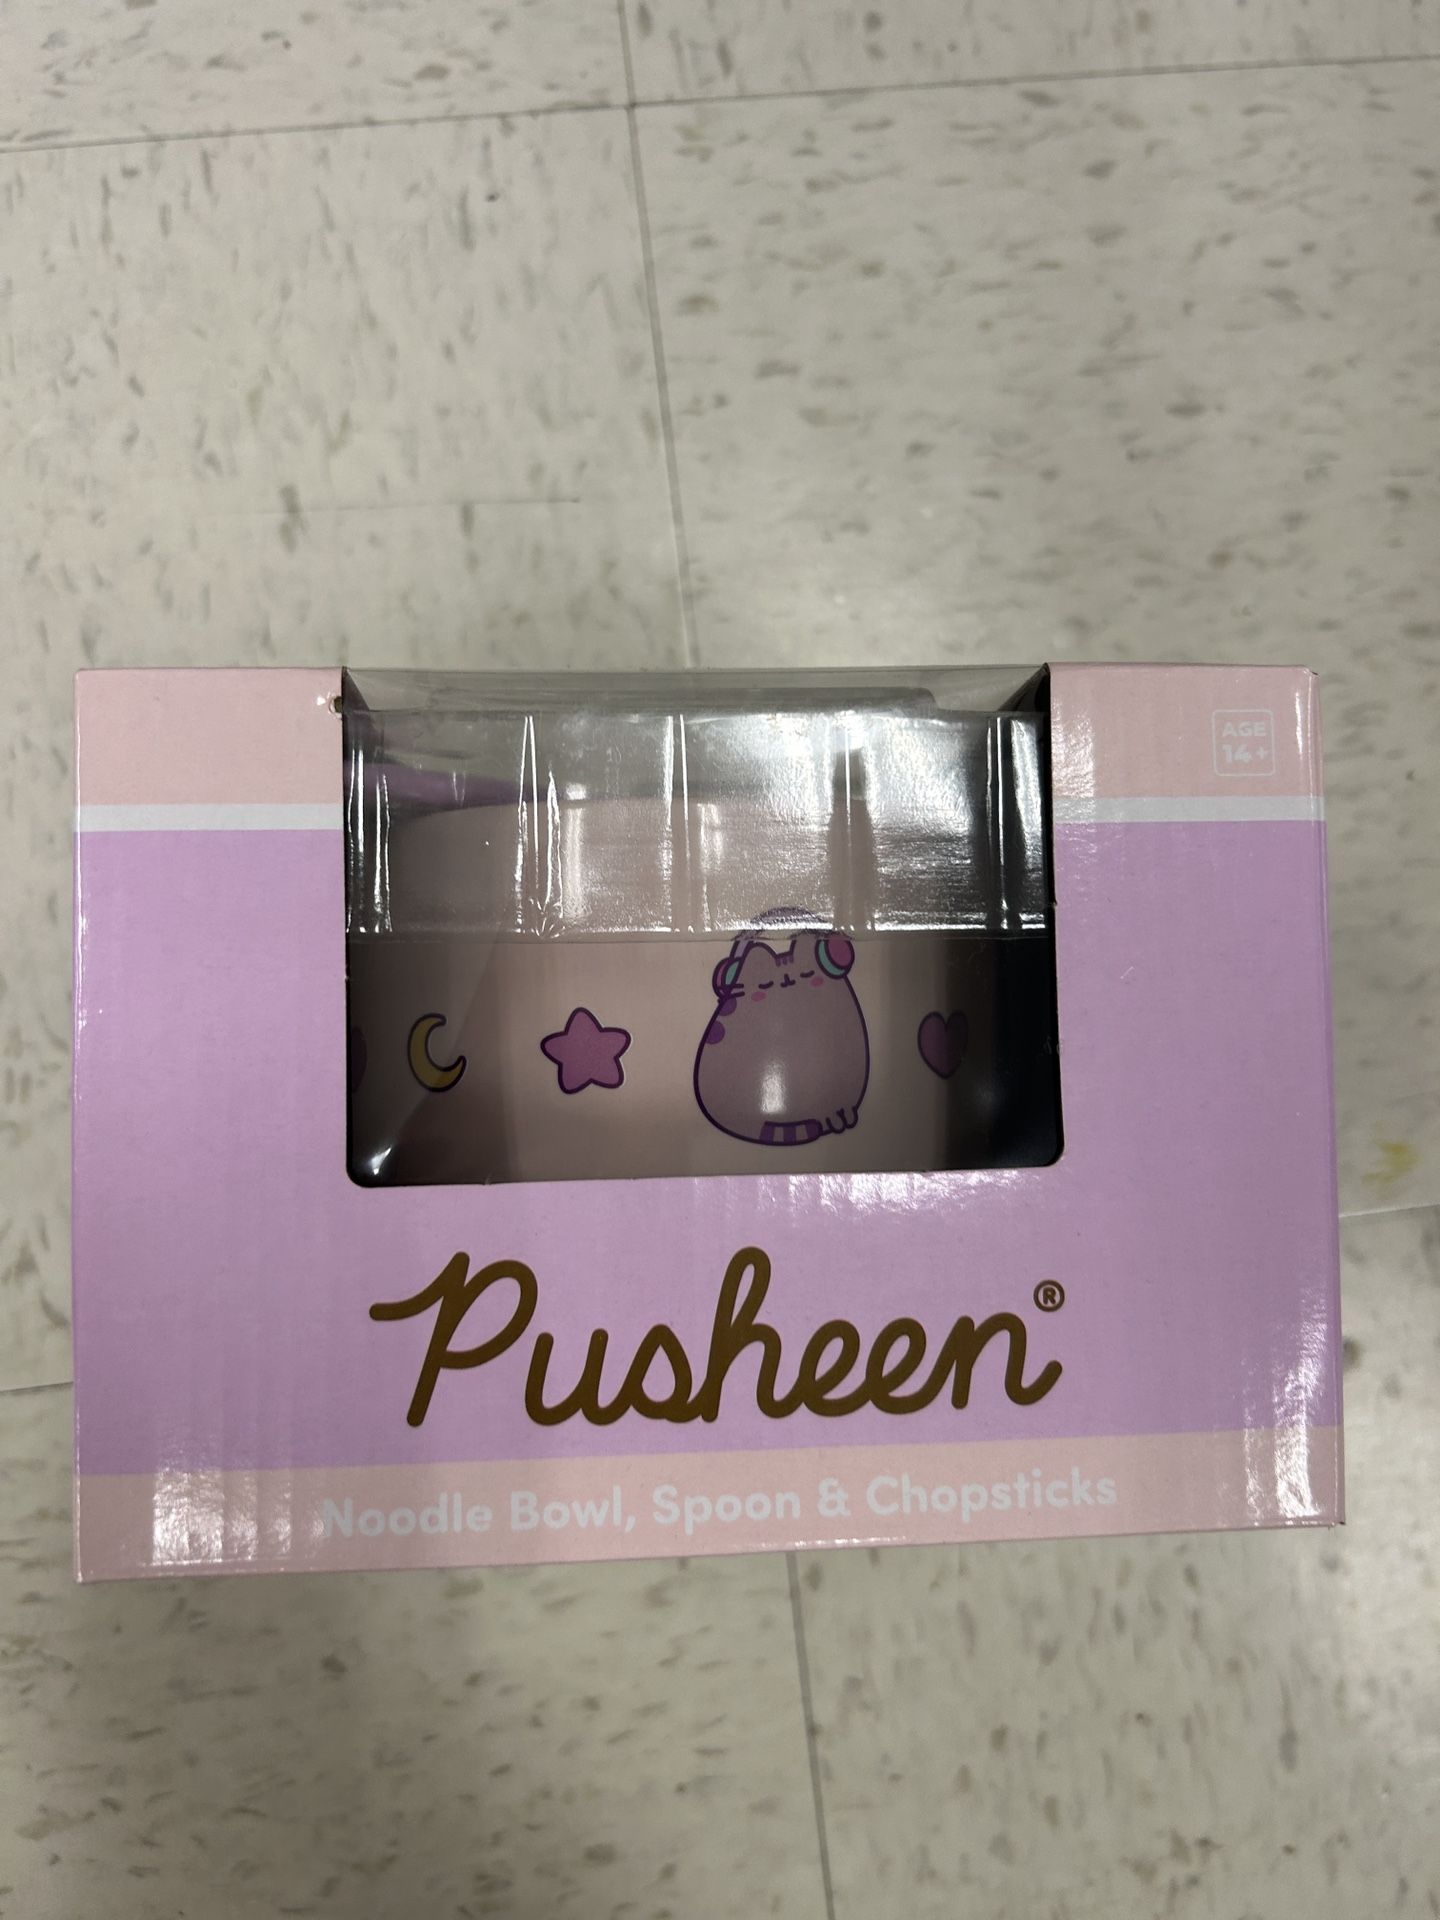 AGE
14+
Pusheen®
Noodle Bowl, Spoon & Chopsticks